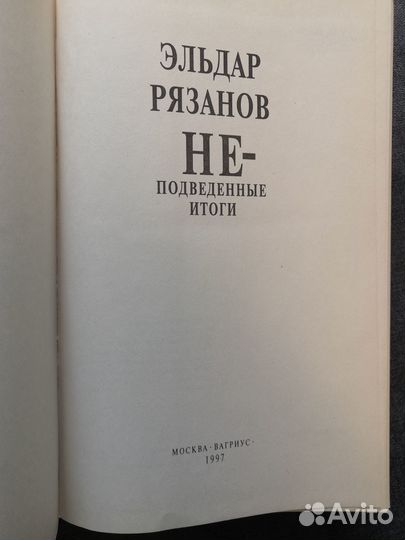 ЭЛЬДАР
РЯЗАНОВ
НЕ-
ПОДВЕДЕННЫЕ
ИТОГИ
МОСКВА · ВАГРИУС ·
1997
Avito